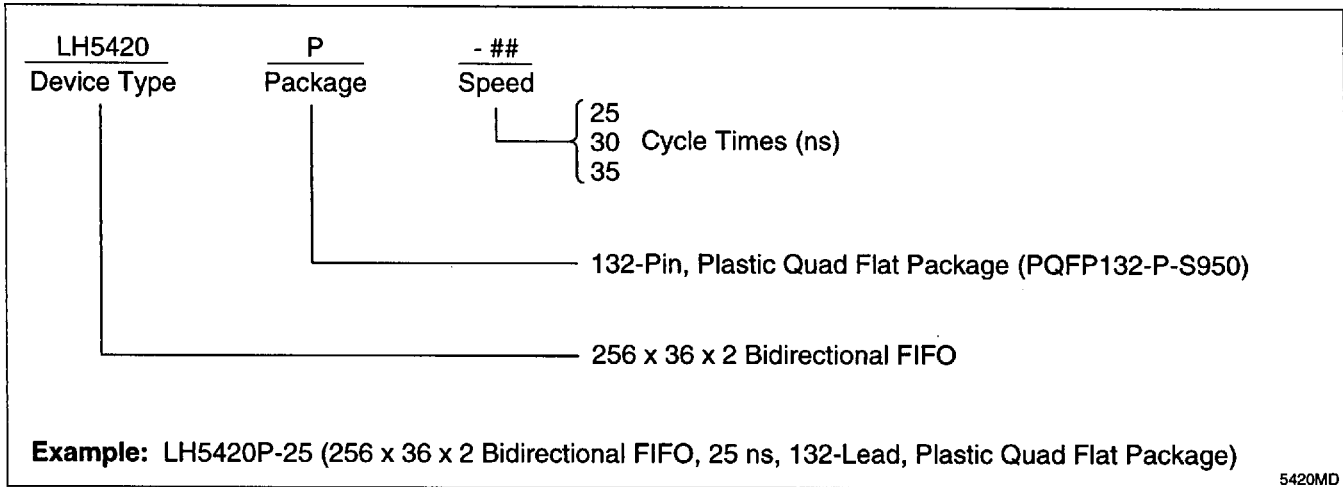 LH5420 P - ##
Device Type Package Speed
25
30 Cycle Times (ns)
35
132-Pin, Plastic Quad Flat Package (PQFP132-P-S950)
256 x 36 x 2 Bidirectional FIFO
Example: LH5420P-25 (256 x 36 x 2 Bidirectional FIFO, 25 ns, 132-Lead, Plastic Quad Flat Package)
5420MD